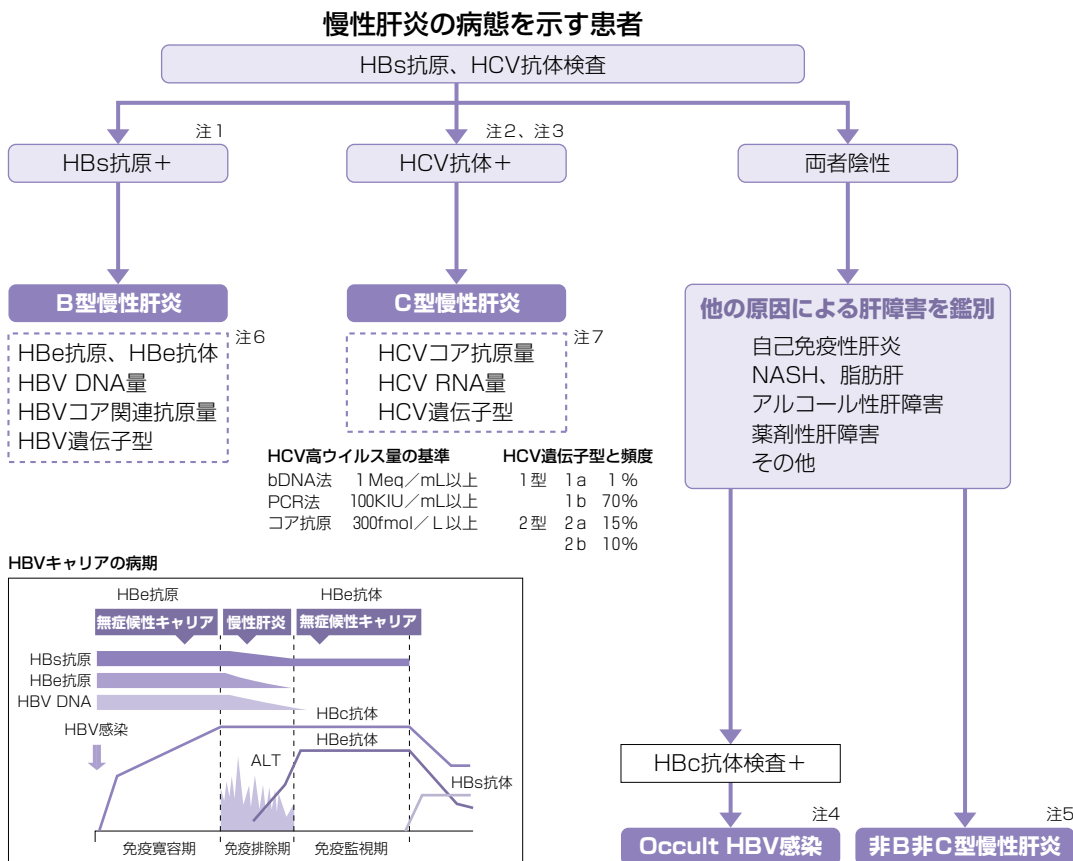 慢性肝炎の病態を示す患者
HBs抗原、HCV抗体検査
注1
注2、注3
HBs抗原＋
HCV抗体＋
両者陰性
B型慢性肝炎
C型慢性肝炎
注6
HBe抗原、HBe抗体
HBV DNA量
HBVコア関連抗原量
HBV遺伝子型
注7
HCVコア抗原量
HCV RNA量
HCV遺伝子型
他の原因による肝障害を鑑別
自己免疫性肝炎
NASH、脂肪肝
アルコール性肝障害
薬剤性肝障害
その他
HCV高ウイルス量の基準
bDNA法 1Meq／mL以上
PCR法 100KIU／mL以上
コア抗原 300fmol／L以上
HCV遺伝子型と頻度
1型 1a 1%
1b 70%
2型 2a 15%
2b 10%
HBVキャリアの病期
HBe抗原
HBe抗体
無症候性キャリア
慢性肝炎
無症候性キャリア
HBs抗原
HBe抗原
HBV DNA
HBV感染
HBc抗体
HBe抗体
ALT
HBs抗体
免疫寛容期
免疫排除期
免疫監視期
HBc抗体検査＋
注4
注5
Occult HBV感染
非B非C型慢性肝炎